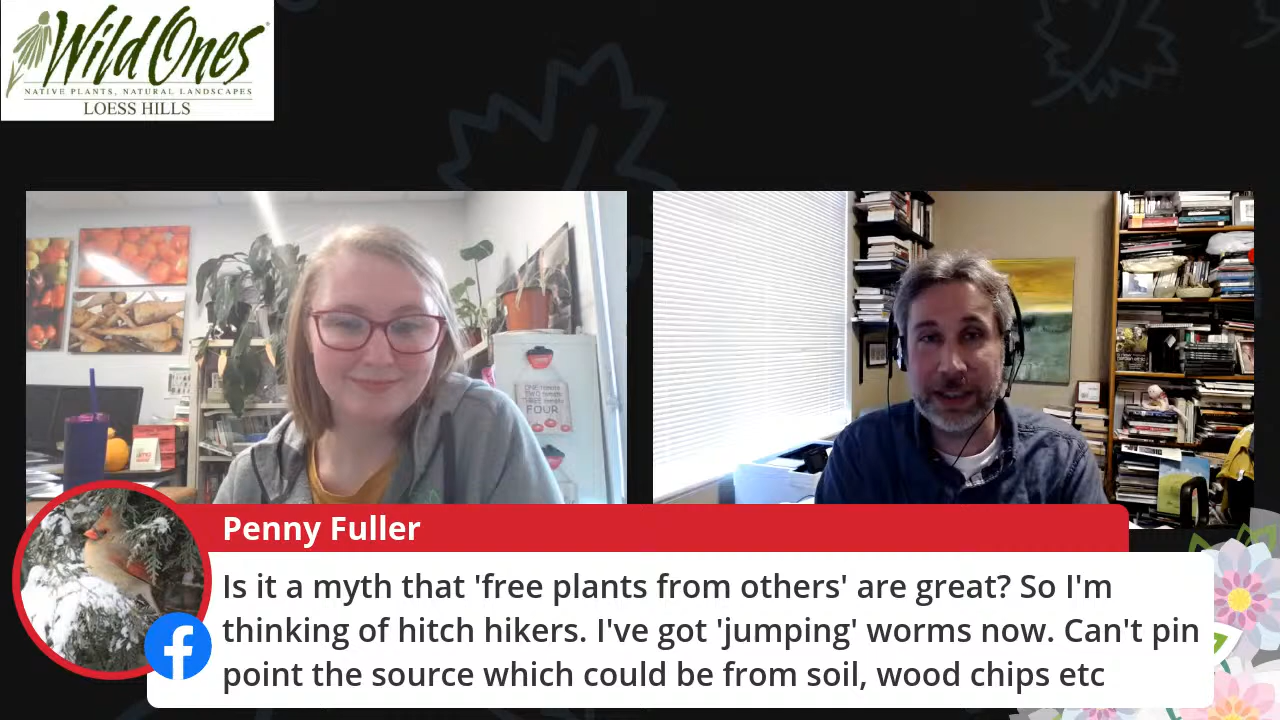 Wild Ones
NATIVE PLANTS, NATURAL LANDSCAPES
LOESS HILLS
FOUR
Penny Fuller
Is it a myth that 'free plants from others' are great? So I'm
thinking of hitch hikers. I've got 'jumping' worms now. Can't pin
point the source which could be from soil, wood chips etc